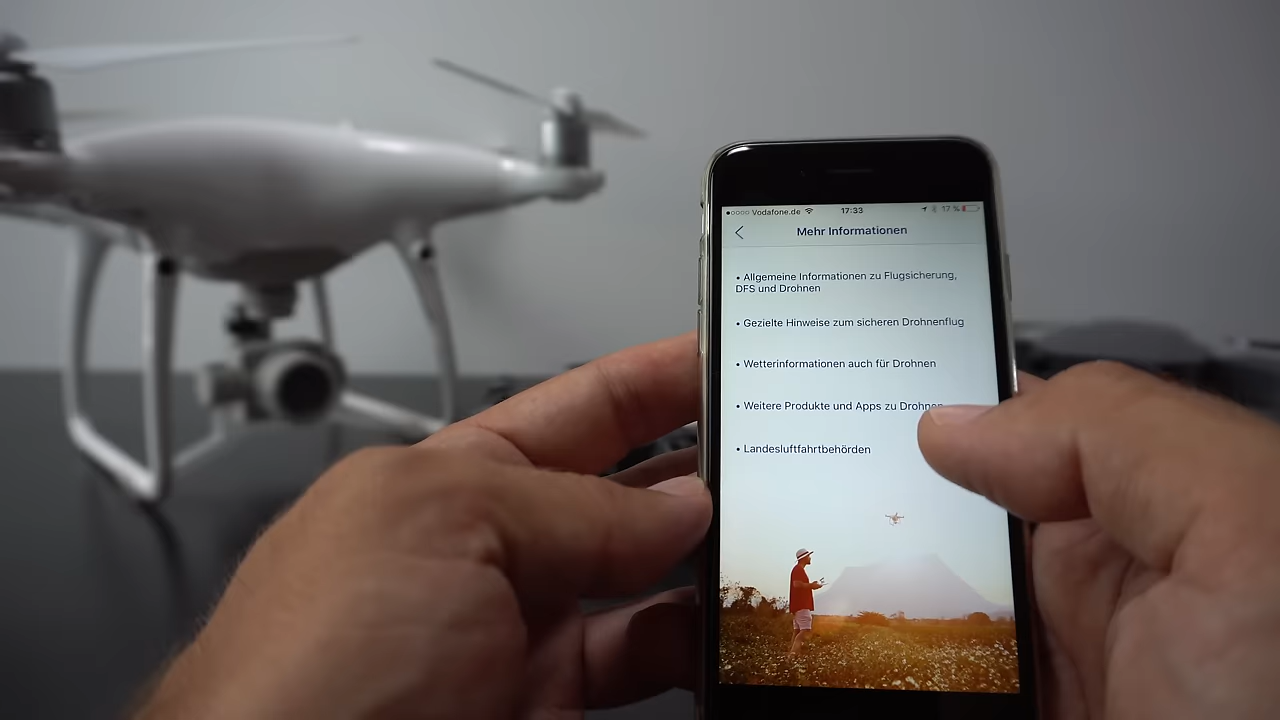 ●○○○○ Vodafone.de 17:33 17 %
Mehr Informationen
• Allgemeine Informationen zu Flugsicherung,
DFS und Drohnen
• Gezielte Hinweise zum sicheren Drohnenflug
• Wetterinformationen auch für Drohnen
• Weitere Produkte und Apps zu Drohnen
• Landesluftfahrtbehörden